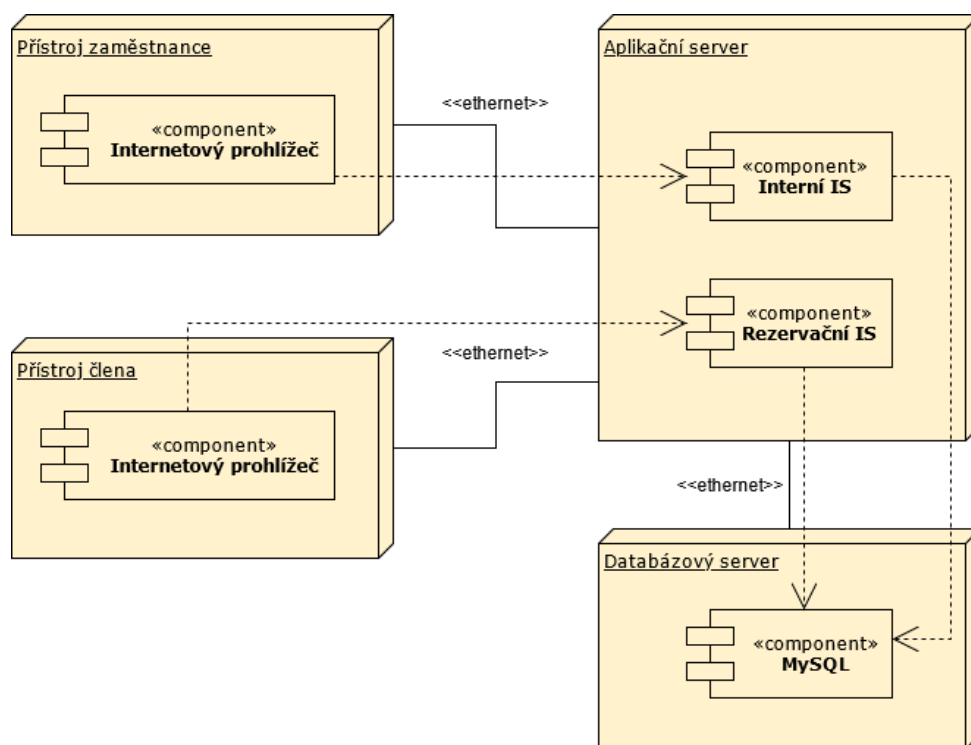 Přístroj zaměstnance
«component»
Internetový prohlížeč
<<ethernet>>
Aplikační server
«component»
Interní IS
«component»
Rezervační IS
<<ethernet>>
Přístroj člena
«component»
Internetový prohlížeč
<<ethernet>>
Databázový server
«component»
MySQL